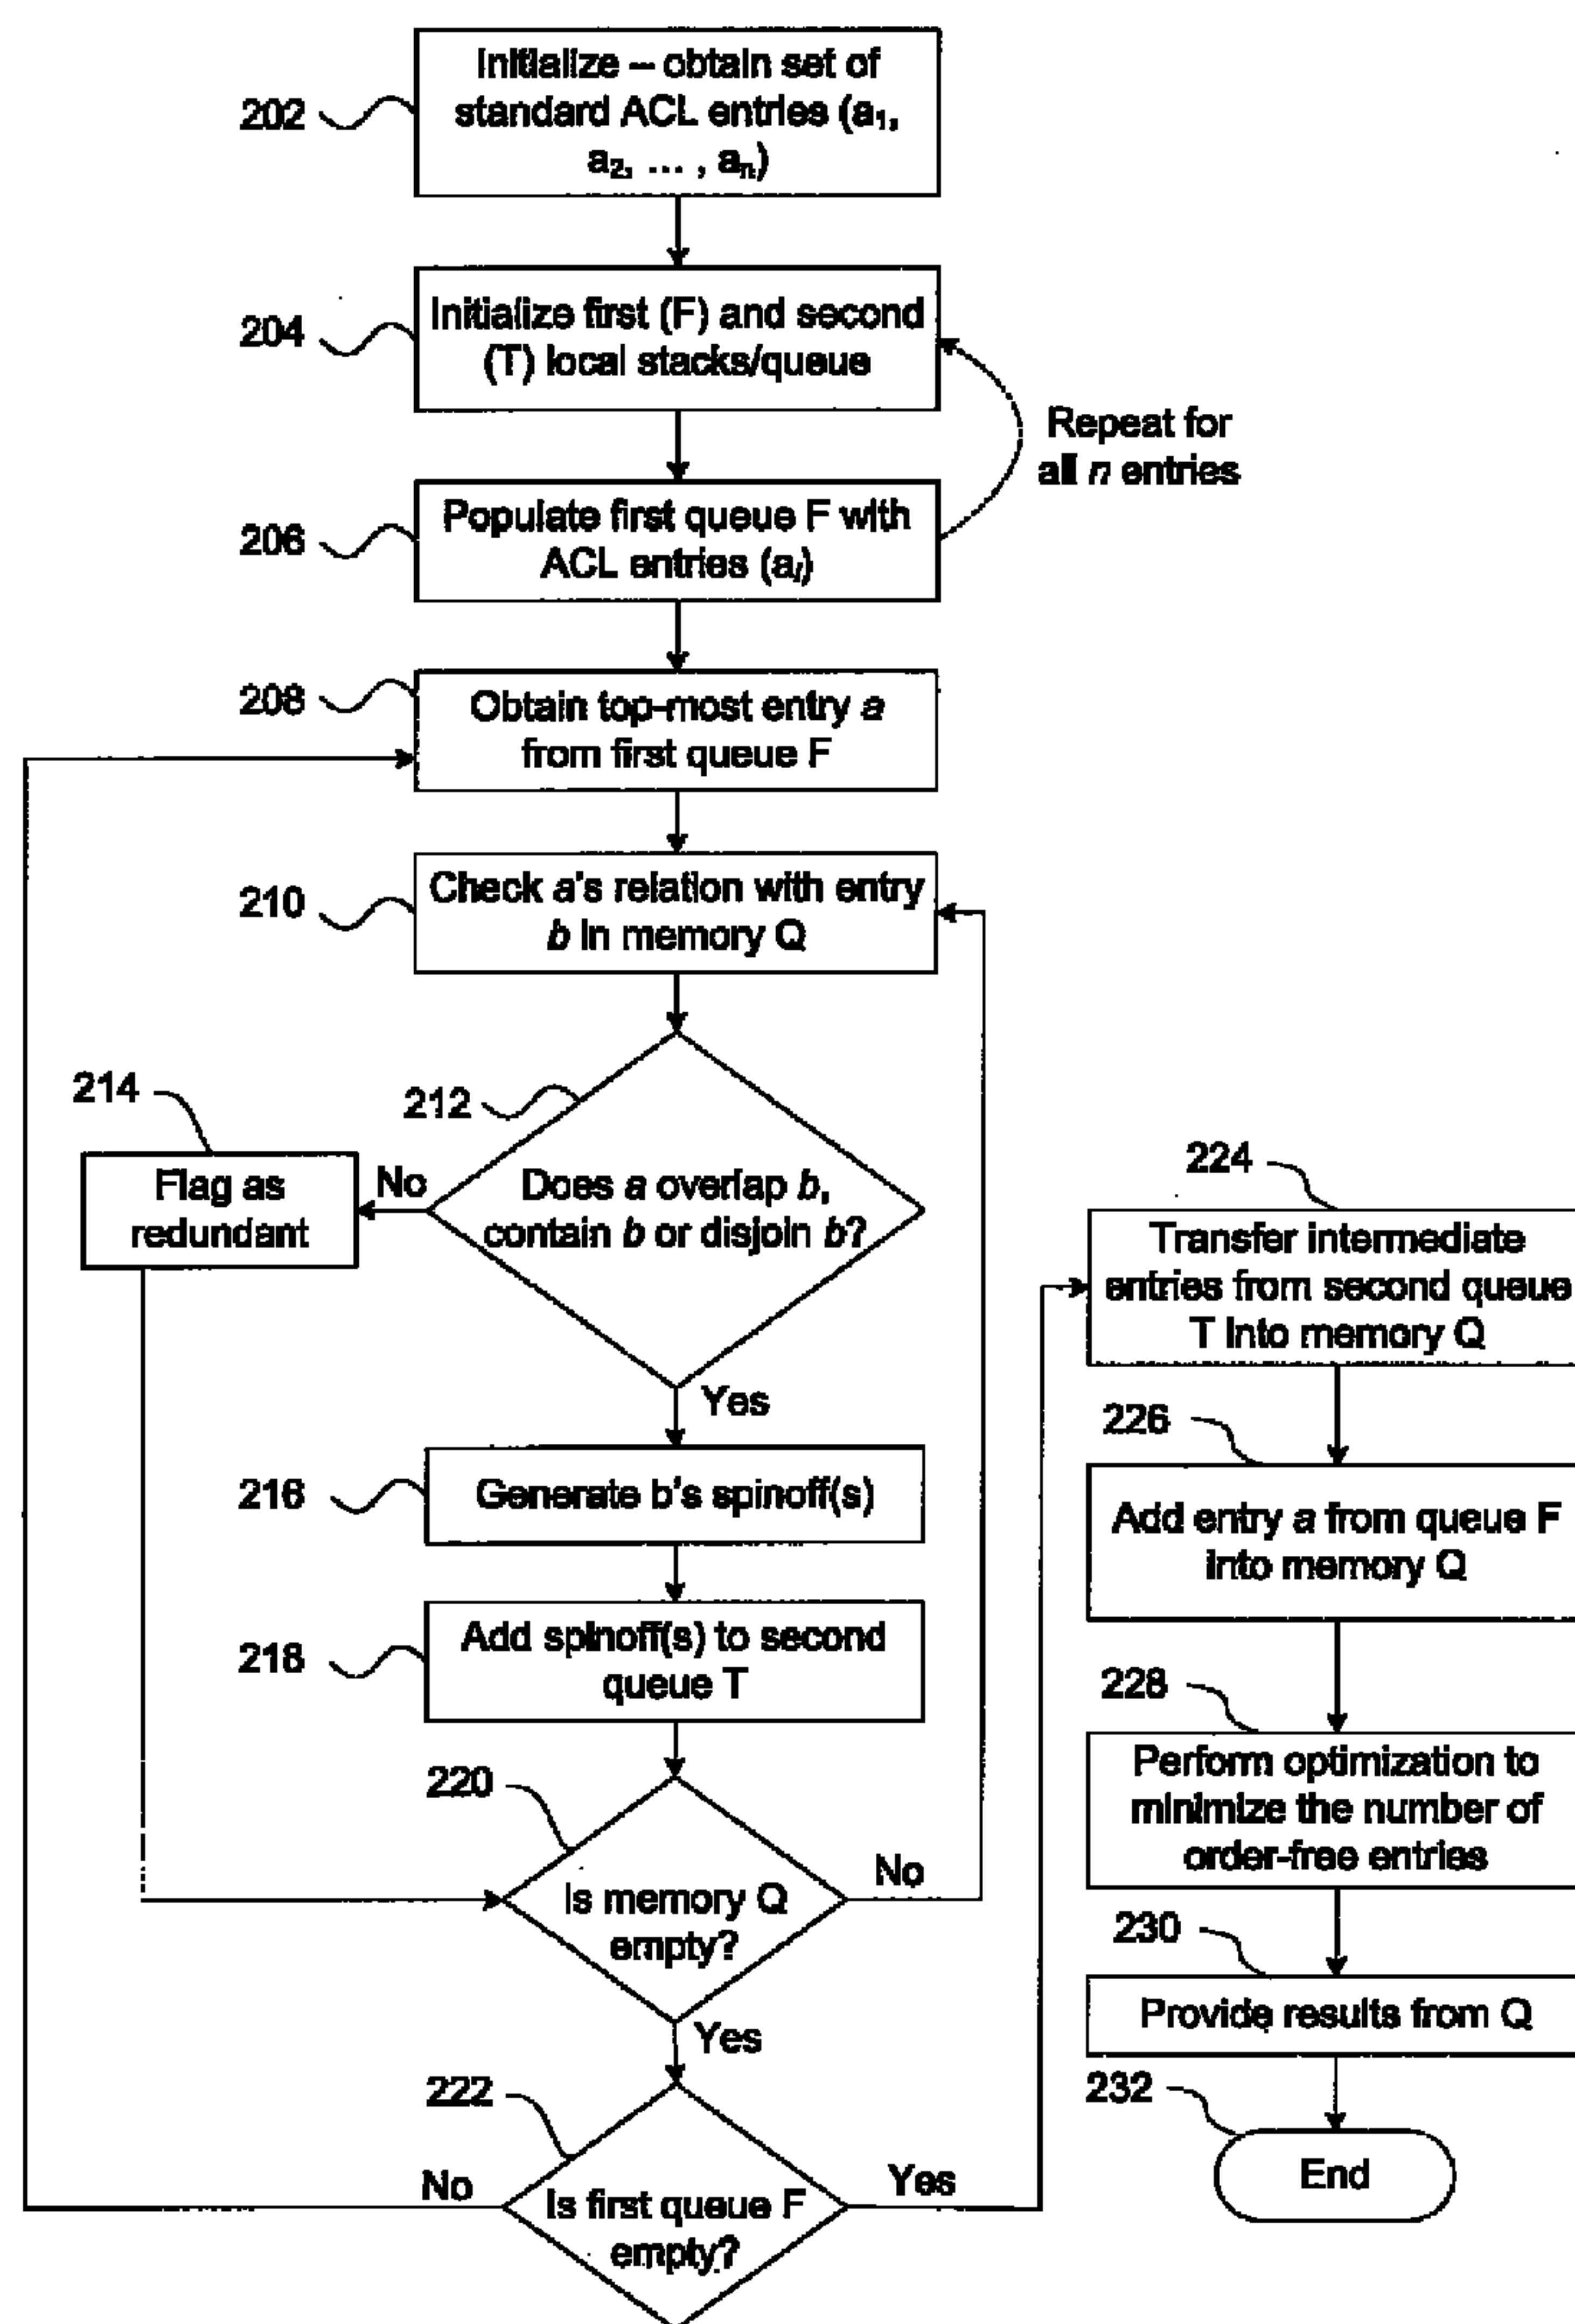 202
Initialize – obtain set of
standard ACL entries (a₁,
a₂, ... , aₙ)
204
Initialize first (F) and second
(T) local stacks/queue
Repeat for
all n entries
206
Populate first queue F with
ACL entries (aᵢ)
208
Obtain top-most entry a
from first queue F
210
Check a's relation with entry
b in memory Q
212
Does a overlap b,
contain b or disjoin b?
No
214
Flag as
redundant
Yes
216
Generate b's spinoff(s)
218
Add spinoff(s) to second
queue T
220
Is memory Q
empty?
No
Yes
222
Is first queue F
empty?
No
Yes
224
Transfer intermediate
entries from second queue
T into memory Q
226
Add entry a from queue F
into memory Q
228
Perform optimization to
minimize the number of
order-free entries
230
Provide results from Q
232
End